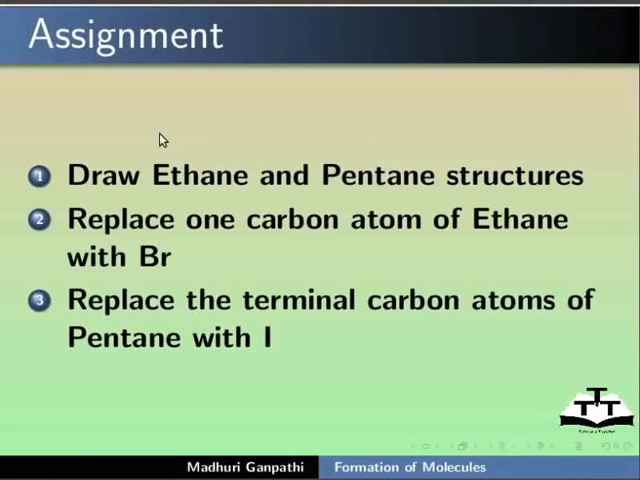 Assignment
1 Draw Ethane and Pentane structures
2 Replace one carbon atom of Ethane
with Br
3 Replace the terminal carbon atoms of
Pentane with I
TTT
Madhuri Ganpathi Formation of Molecules